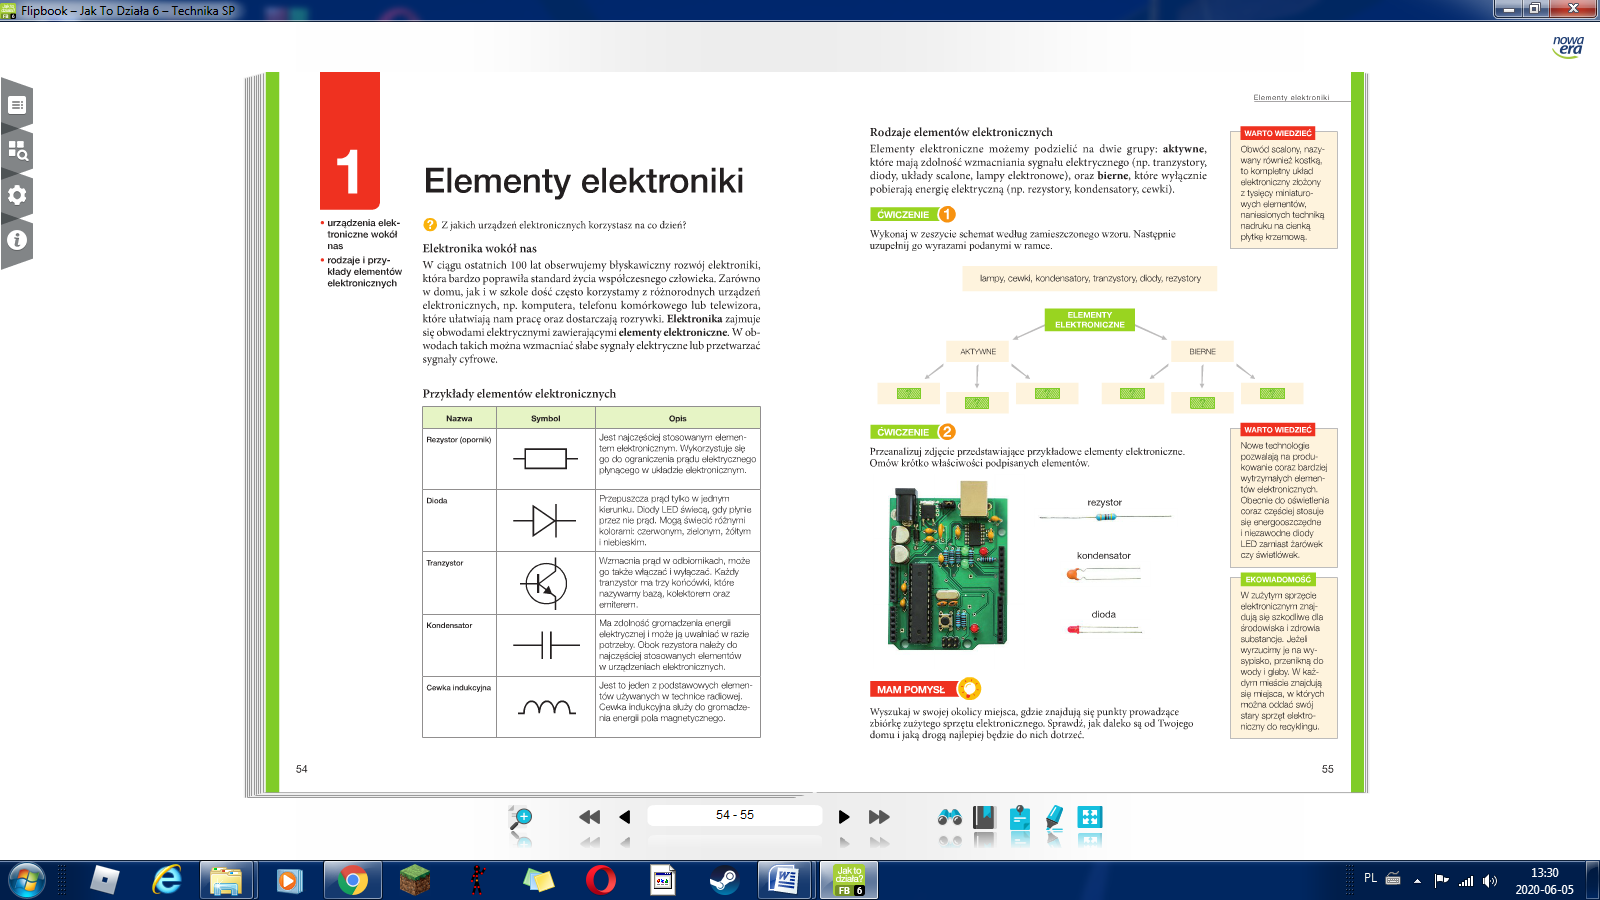 Flipbook – Jak To Działa 6 – Technika SP
nowa
era
1
• urządzenia elek-
troniczne wokół
nas
• rodzaje i przy-
kłady elementów
elektronicznych
Elementy elektroniki
? Z jakich urządzeń elektronicznych korzystasz na co dzień?
Elektronika wokół nas
W ciągu ostatnich 100 lat obserwujemy błyskawiczny rozwój elektroniki,
która bardzo poprawiła standard życia współczesnego człowieka. Zarówno
w domu, jak i w szkole dość często korzystamy z różnorodnych urządzeń
elektronicznych, np. komputera, telefonu komórkowego lub telewizora,
które ułatwiają nam pracę oraz dostarczają rozrywki. Elektronika zajmuje
się obwodami elektrycznymi zawierającymi elementy elektroniczne. W ob-
wodach takich można wzmacniać słabe sygnały elektryczne lub przetwarzać
sygnały cyfrowe.
Przykłady elementów elektronicznych
Nazwa Symbol Opis
Rezystor (opornik)
Jest najczęściej stosowanym elemen-
tem elektronicznym. Wykorzystuje się
go do ograniczenia prądu elektrycznego
płynącego w układzie elektronicznym.
Dioda
Przepuszcza prąd tylko w jednym
kierunku. Diody LED świecą, gdy płynie
przez nie prąd. Mogą świecić różnymi
kolorami: czerwonym, zielonym, żółtym
i niebieskim.
Tranzystor
Wzmacnia prąd w odbiornikach, może
go także włączać i wyłączać. Każdy
tranzystor ma trzy końcówki, które
nazywamy bazą, kolektorem oraz
emiterem.
Kondensator
Ma zdolność gromadzenia energii
elektrycznej i może ją uwalniać w razie
potrzeby. Obok rezystora należy do
najczęściej stosowanych elementów
w urządzeniach elektronicznych.
Cewka indukcyjna
Jest to jeden z podstawowych elemen-
tów używanych w technice radiowej.
Cewka indukcyjna służy do gromadze-
nia energii pola magnetycznego.
54
Elementy elektroniki
Rodzaje elementów elektronicznych
Elementy elektroniczne możemy podzielić na dwie grupy: aktywne,
które mają zdolność wzmacniania sygnału elektrycznego (np. tranzystory,
diody, układy scalone, lampy elektronowe), oraz bierne, które wyłącznie
pobierają energię elektryczną (np. rezystory, kondensatory, cewki).
ĆWICZENIE 1
Wykonaj w zeszycie schemat według zamieszczonego wzoru. Następnie
uzupełnij go wyrazami podanymi w ramce.
lampy, cewki, kondensatory, tranzystory, diody, rezystory
ELEMENTY
ELEKTRONICZNE
AKTYWNE BIERNE
? ? ? ? ? ?
ĆWICZENIE 2
Przeanalizuj zdjęcie przedstawiające przykładowe elementy elektroniczne.
Omów krótko właściwości podpisanych elementów.
rezystor
kondensator
dioda
MAM POMYSŁ
Wyszukaj w swojej okolicy miejsca, gdzie znajdują się punkty prowadzące
zbiórkę zużytego sprzętu elektronicznego. Sprawdź, jak daleko są od Twojego
domu i jaką drogą najlepiej będzie do nich dotrzeć.
WARTO WIEDZIEĆ
Obwód scalony, nazy-
wany również kostką,
to kompletny układ
elektroniczny złożony
z tysięcy miniaturo-
wych elementów,
naniesionych techniką
nadruku na cienką
płytkę krzemową.
WARTO WIEDZIEĆ
Nowe technologie
pozwalają na produ-
kowanie coraz bardziej
wytrzymałych elemen-
tów elektronicznych.
Obecnie do oświetlenia
coraz częściej stosuje
się energooszczędne
i niezawodne diody
LED zamiast żarówek
czy świetlówek.
EKOWIADOMOŚĆ
W zużytym sprzęcie
elektronicznym znaj-
dują się szkodliwe dla
środowiska i zdrowia
substancje. Jeżeli
wyrzucimy je na wy-
sypisko, przenikną do
wody i gleby. W każ-
dym mieście znajdują
się miejsca, w których
można oddać swój
stary sprzęt elektro-
niczny do recyklingu.
55
54 - 55
Jak to
działa?
FB 6
PL
13:30
2020-06-05